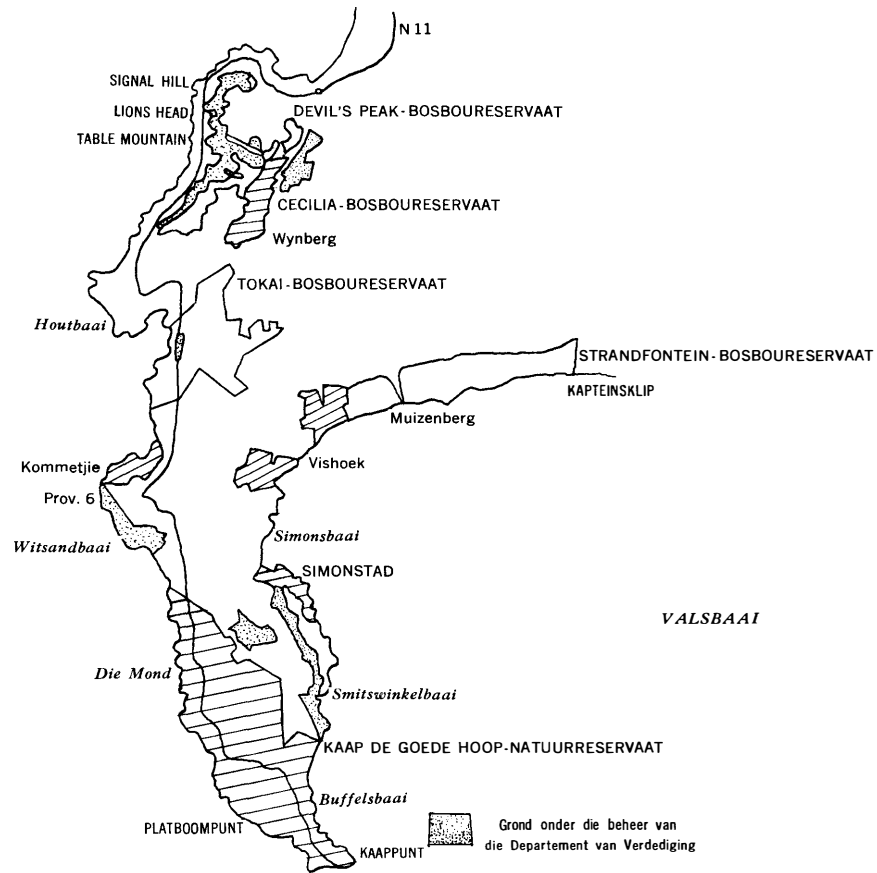 N 11
SIGNAL HILL
LIONS HEAD
DEVIL'S PEAK-BOSBOURESERVAAT
TABLE MOUNTAIN
CECILIA-BOSBOURESERVAAT
Wynberg
TOKAI-BOSBOURESERVAAT
Houtbaai
STRANDFONTEIN-BOSBOURESERVAAT
KAPTEINSKLIP
Muizenberg
Vishoek
Kommetjie
Prov. 6
Simonsbaai
Witsandbaai
SIMONSTAD
VALSBAAI
Die Mond
Smitswinkelbaai
KAAP DE GOEDE HOOP-NATUURRESERVAAT
Buffelsbaai
PLATBOOMPUNT
Grond onder die beheer van
die Departement van Verdediging
KAAPPUNT